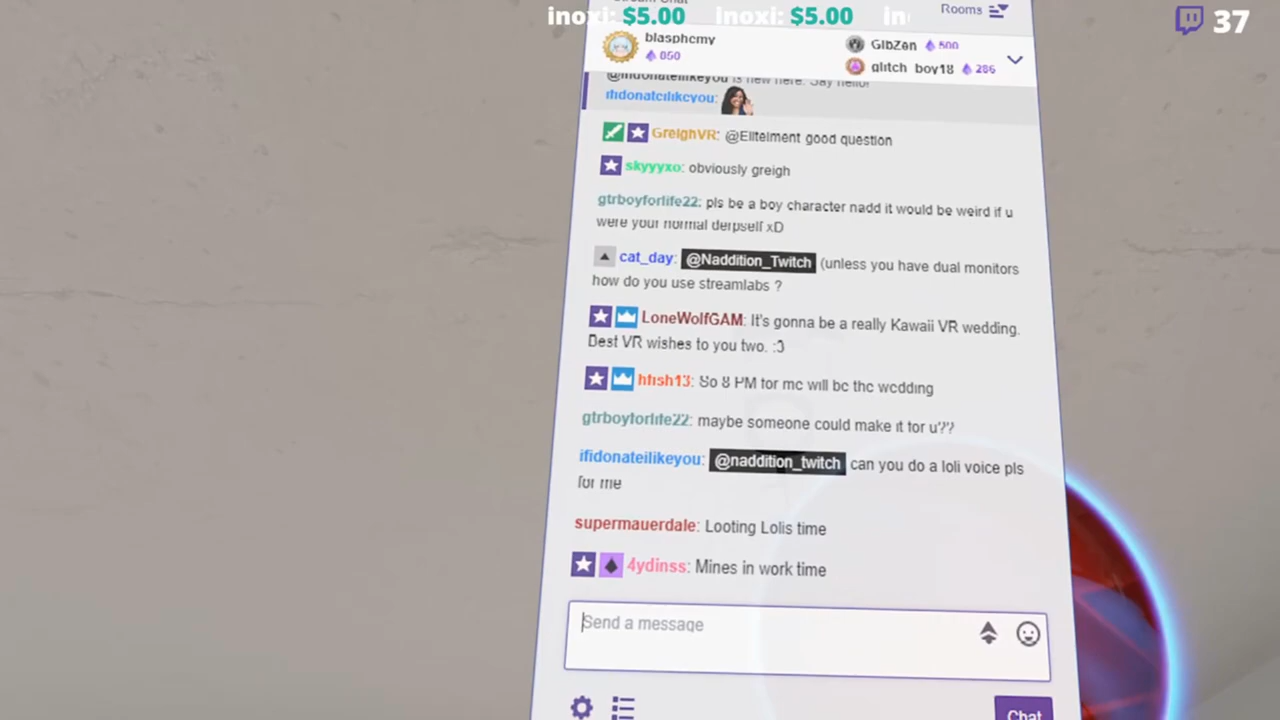 inoxi: $5.00 inoxi: $5.00 in
Rooms
37
blasphemy
850
GibZen 500
glitch_boy18 286
@ifidonateilikeyou is new here. Say hello!
ifidonateilikeyou:
GreighVR: @Elitelment good question
skyyyxo: obviously greigh
gtrboyforlife22: pls be a boy character nadd it would be weird if u
were your normal derpself xD
cat_day: @Naddition_Twitch (unless you have dual monitors
how do you use streamlabs ?
LoneWolfGAM: It's gonna be a really Kawaii VR wedding.
Best VR wishes to you two. :3
hfish13: So 8 PM for me will be the wedding
gtrboyforlife22: maybe someone could make it for u??
ifidonateilikeyou: @naddition_twitch can you do a loli voice pls
for me
supermauerdale: Looting Lolis time
4ydinss: Mines in work time
Send a message
Chat